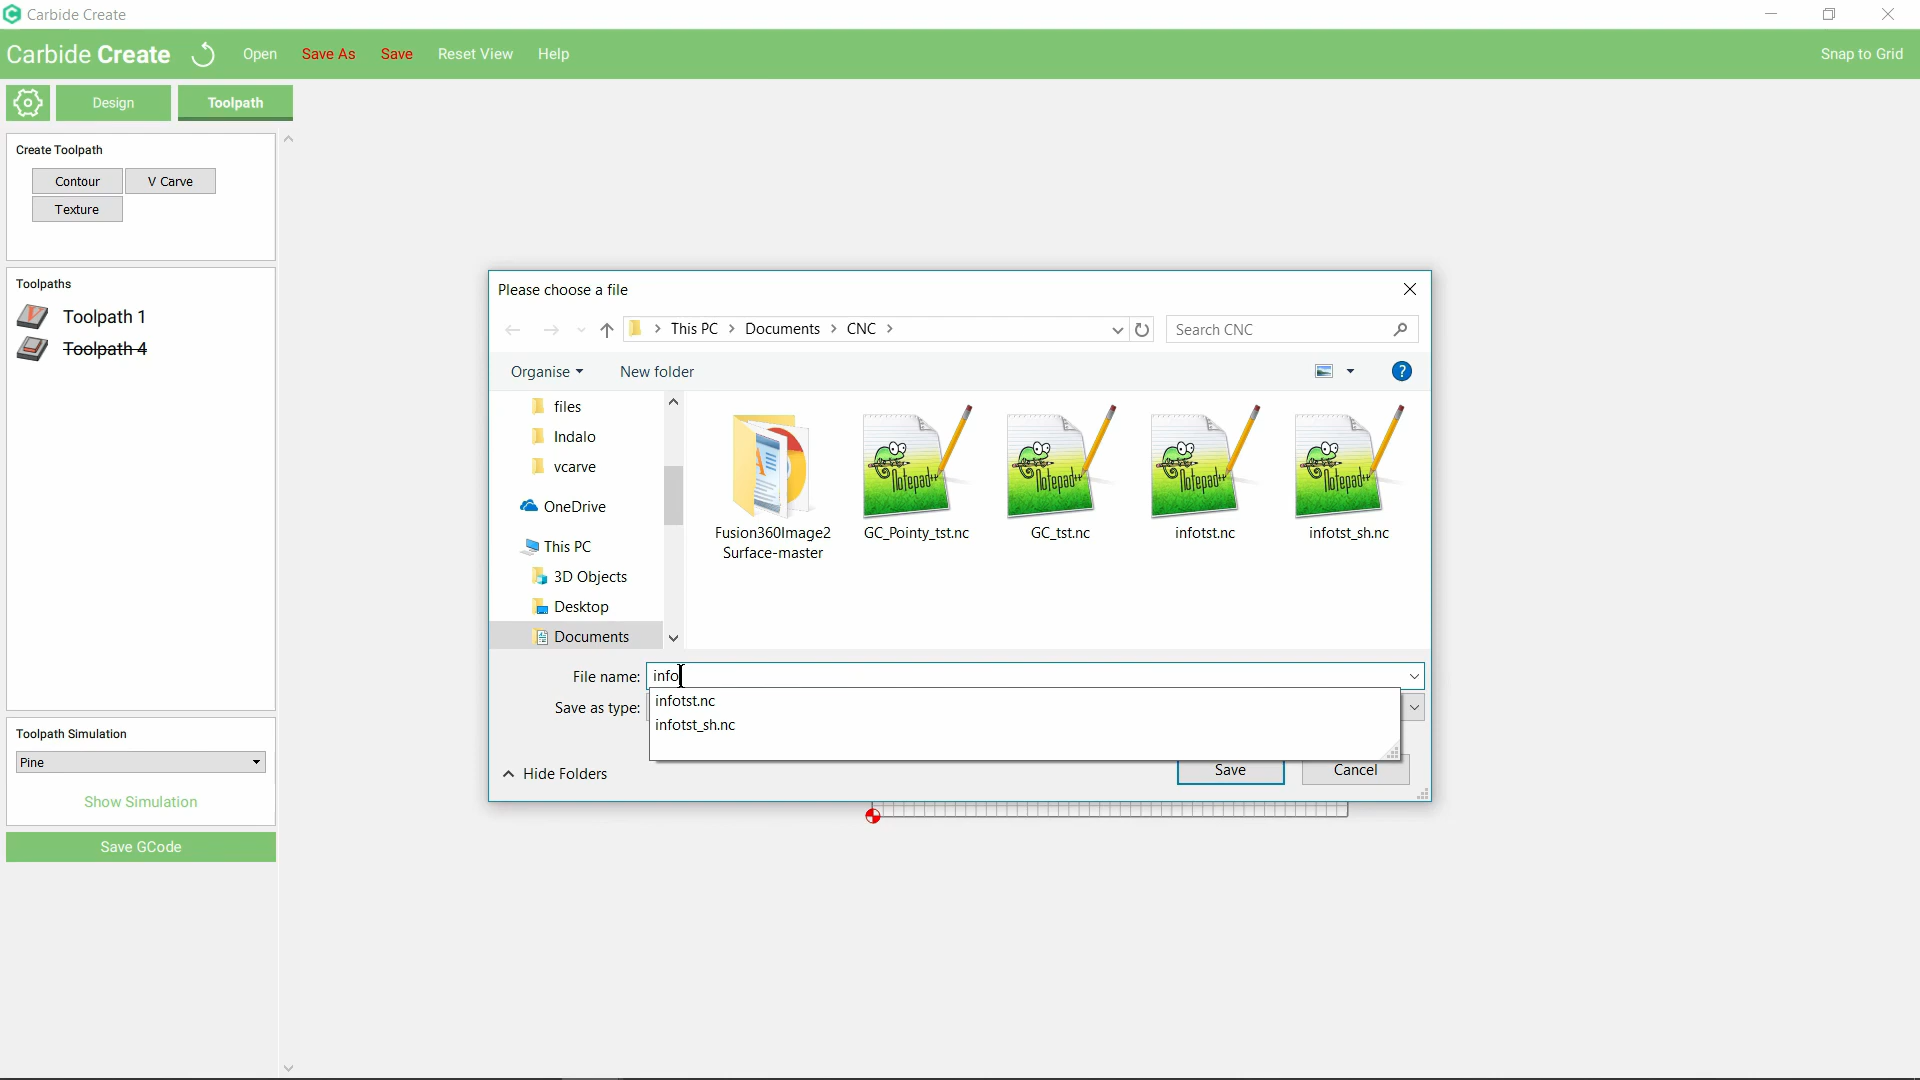 Carbide Create
Carbide Create Open Save As Save Reset View Help Snap to Grid
Design Toolpath
Create Toolpath
Contour V Carve
Texture
Toolpaths
Toolpath 1
Toolpath 4
Toolpath Simulation
Pine
Show Simulation
Save GCode
Please choose a file
This PC Documents CNC Search CNC
Organise New folder
files
Indalo
vcarve
OneDrive
This PC
3D Objects
Desktop
Documents
Notepad++ Notepad++ Notepad++ Notepad++
Fusion360Image2 GC_Pointy_tst.nc GC_tst.nc infotst.nc infotst_sh.nc
Surface-master
File name: info
infotst.nc
Save as type:
infotst_sh.nc
Hide Folders Save Cancel